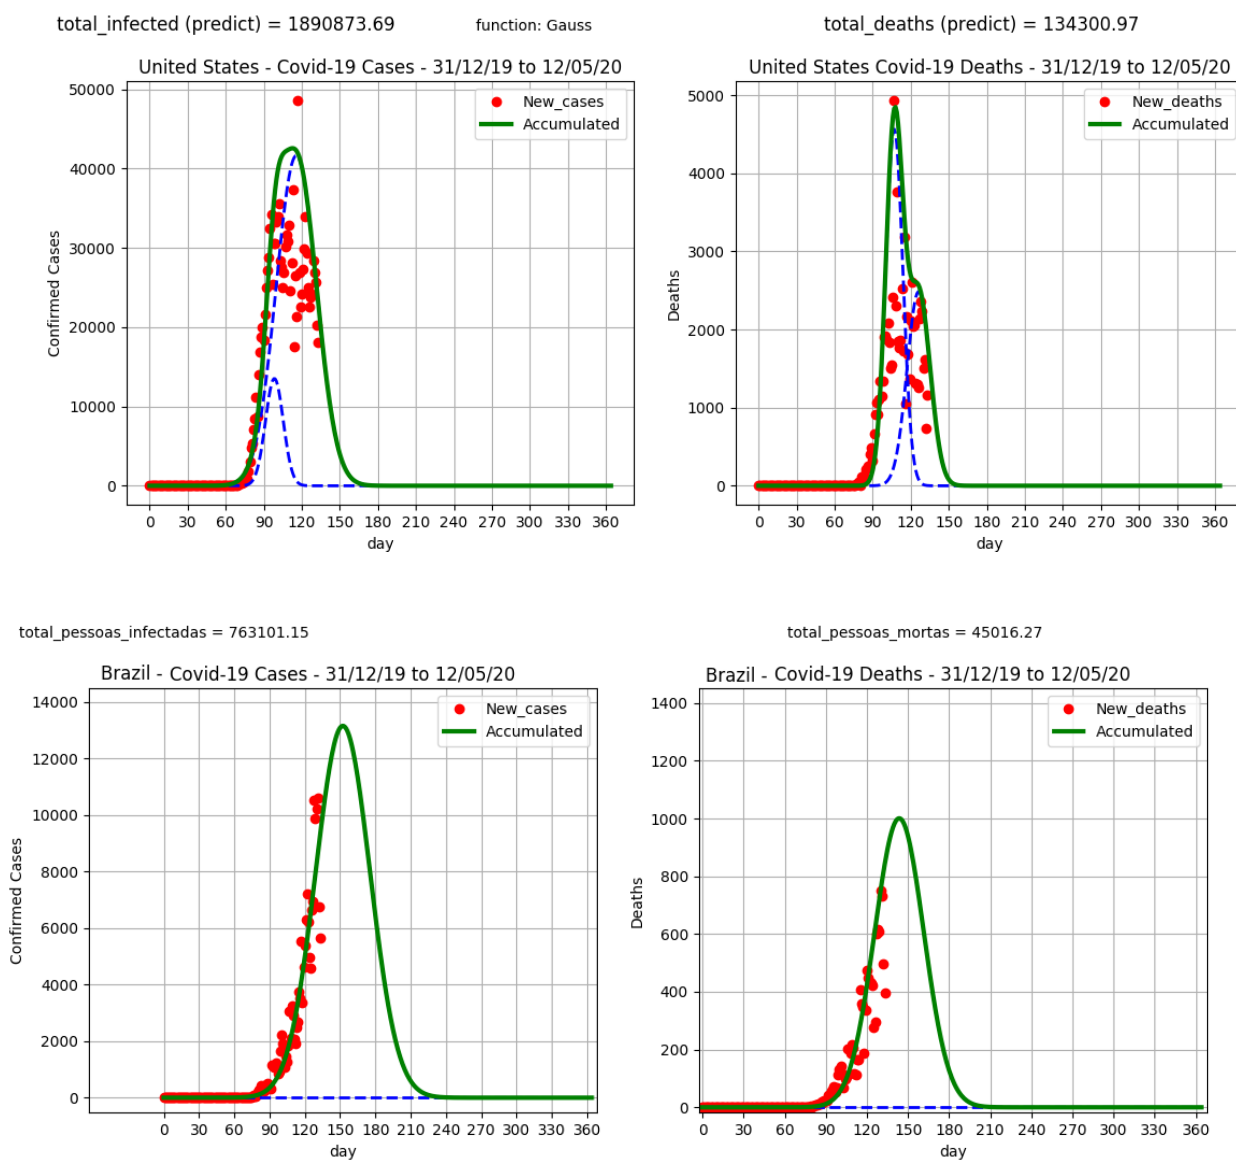 total_infected (predict) = 1890873.69
function: Gauss
total_deaths (predict) = 134300.97
United States - Covid-19 Cases - 31/12/19 to 12/05/20
New_cases
Accumulated
Confirmed Cases
50000
40000
30000
20000
10000
0
0 30 60 90 120 150 180 210 240 270 300 330 360
day
United States Covid-19 Deaths - 31/12/19 to 12/05/20
New_deaths
Accumulated
Deaths
5000
4000
3000
2000
1000
0
0 30 60 90 120 150 180 210 240 270 300 330 360
day
total_pessoas_infectadas = 763101.15
total_pessoas_mortas = 45016.27
Brazil - Covid-19 Cases - 31/12/19 to 12/05/20
New_cases
Accumulated
Confirmed Cases
14000
12000
10000
8000
6000
4000
2000
0
0 30 60 90 120 150 180 210 240 270 300 330 360
day
Brazil - Covid-19 Deaths - 31/12/19 to 12/05/20
New_deaths
Accumulated
Deaths
1400
1200
1000
800
600
400
200
0
0 30 60 90 120 150 180 210 240 270 300 330 360
day